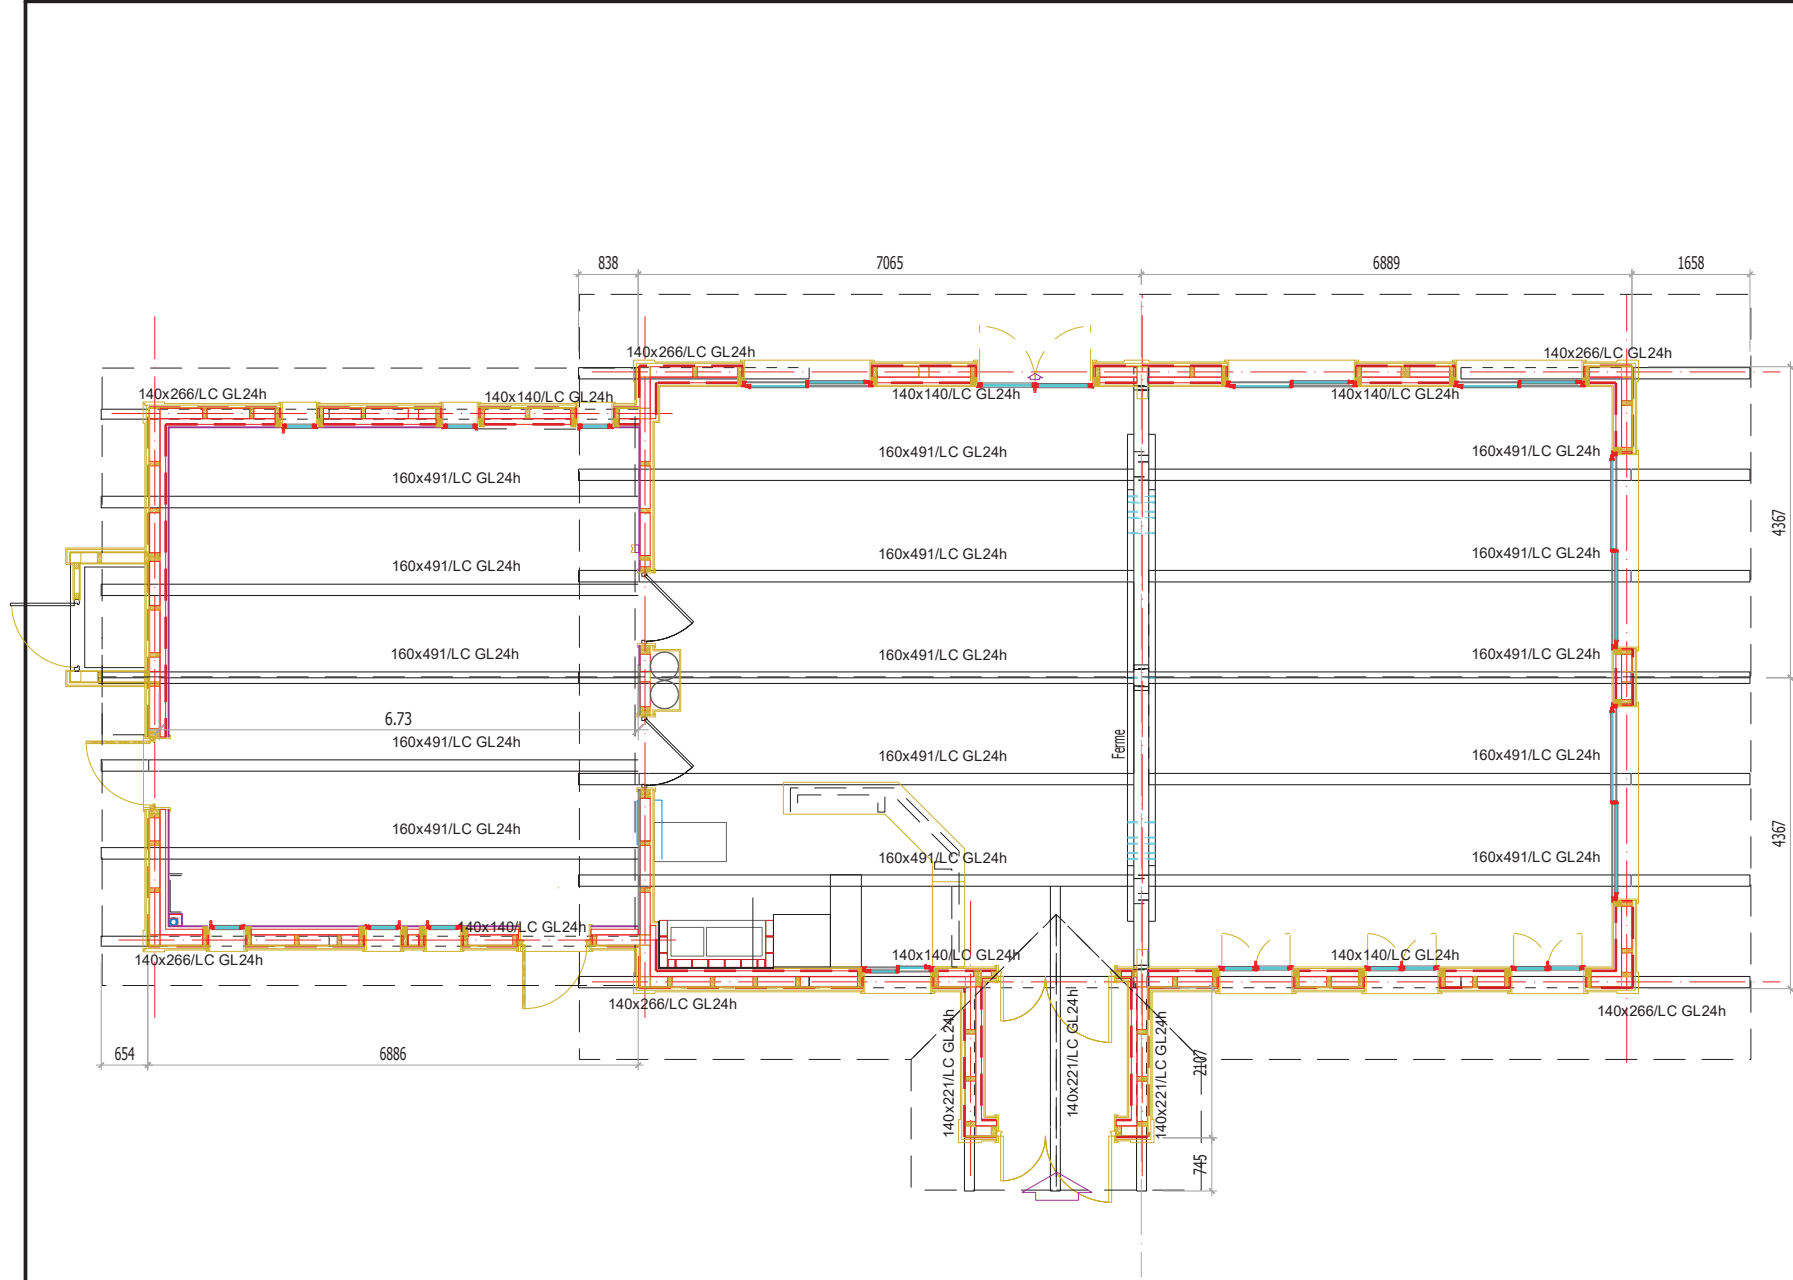 838 7065 6889 1658
140x266/LC GL24h 140x266/LC GL24h
140x266/LC GL24h 140x140/LC GL24h 140x140/LC GL24h 140x140/LC GL24h
160x491/LC GL24h 160x491/LC GL24h
160x491/LC GL24h
4367
160x491/LC GL24h 160x491/LC GL24h
160x491/LC GL24h
160x491/LC GL24h 160x491/LC GL24h 160x491/LC GL24h
6.73
160x491/LC GL24h Ferme 160x491/LC GL24h 160x491/LC GL24h
160x491/LC GL24h 4367
160x491/LC GL24h 160x491/LC GL24h
140x140/LC GL24h
140x266/LC GL24h 140x140/LC GL24h 140x140/LC GL24h
140x266/LC GL24h 140x266/LC GL24h
654 6886
140x221/LC GL24h 140x221/LC GL24h 140x221/LC GL24h 2107
745